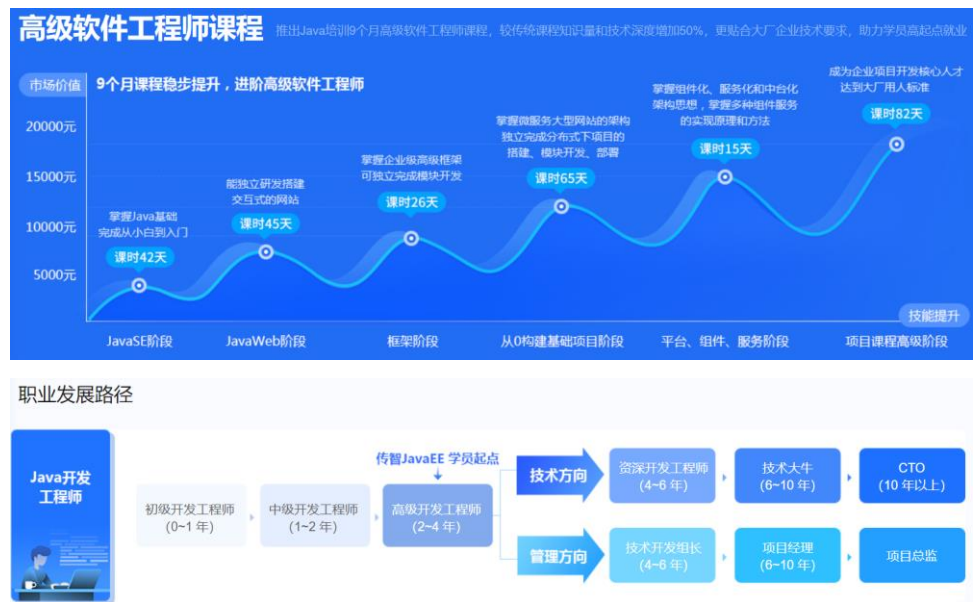 高级软件工程师课程
推出Java培训9个月高级软件工程师课程，较传统课程知识量和技术深度增加50%，更贴合大厂企业技术要求，助力学员高起点就业
市场价值
9个月课程稳步提升，进阶高级软件工程师
20000元
15000元
10000元
5000元
掌握Java基础
完成从小白到入门
课时42天
能独立研发搭建
交互式的网站
课时45天
掌握企业级高级框架
可独立完成模块开发
课时26天
掌握微服务大型网站的架构
独立完成分布式下项目的
搭建、模块开发、部署
课时65天
掌握组件化、服务化和中台化
架构思想，掌握多种组件服务
的实现原理和方法
课时15天
成为企业项目开发核心人才
达到大厂用人标准
课时82天
技能提升
JavaSE阶段
JavaWeb阶段
框架阶段
从0构建基础项目阶段
平台、组件、服务阶段
项目课程高级阶段
职业发展路径
Java开发
工程师
初级开发工程师
(0~1 年)
中级开发工程师
(1~2 年)
传智JavaEE 学员起点
高级开发工程师
(2~4 年)
技术方向
资深开发工程师
(4~6 年)
技术大牛
(6~10 年)
CTO
(10 年以上)
管理方向
技术开发组长
(4~6 年)
项目经理
(6~10 年)
项目总监